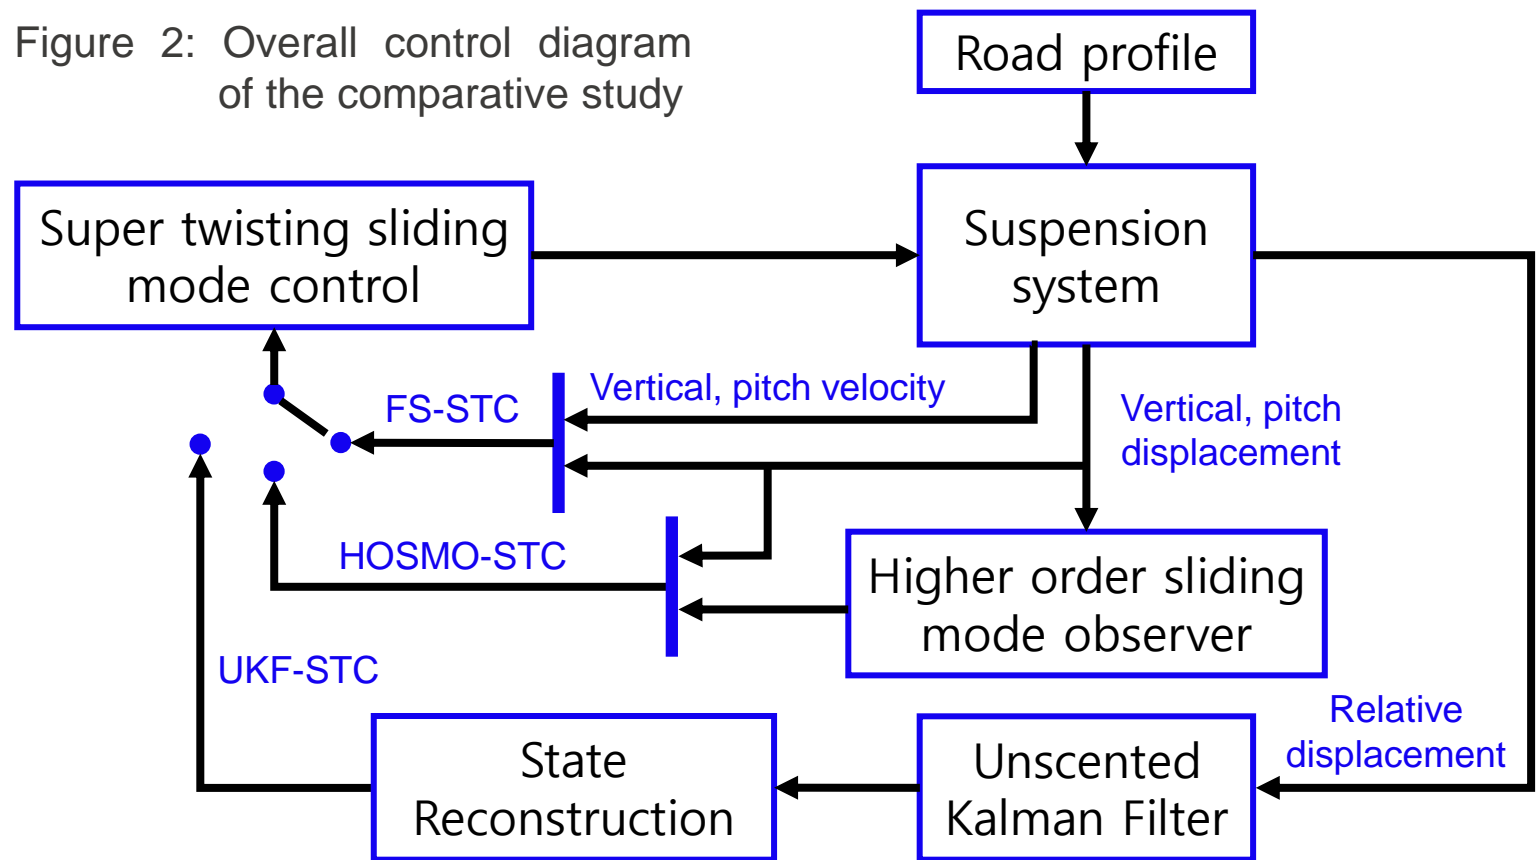 Figure 2: Overall control diagram
of the comparative study
Road profile
Super twisting sliding
mode control
Suspension
system
FS-STC
Vertical, pitch velocity
Vertical, pitch
displacement
HOSMO-STC
Higher order sliding
mode observer
UKF-STC
State
Reconstruction
Unscented
Kalman Filter
Relative
displacement